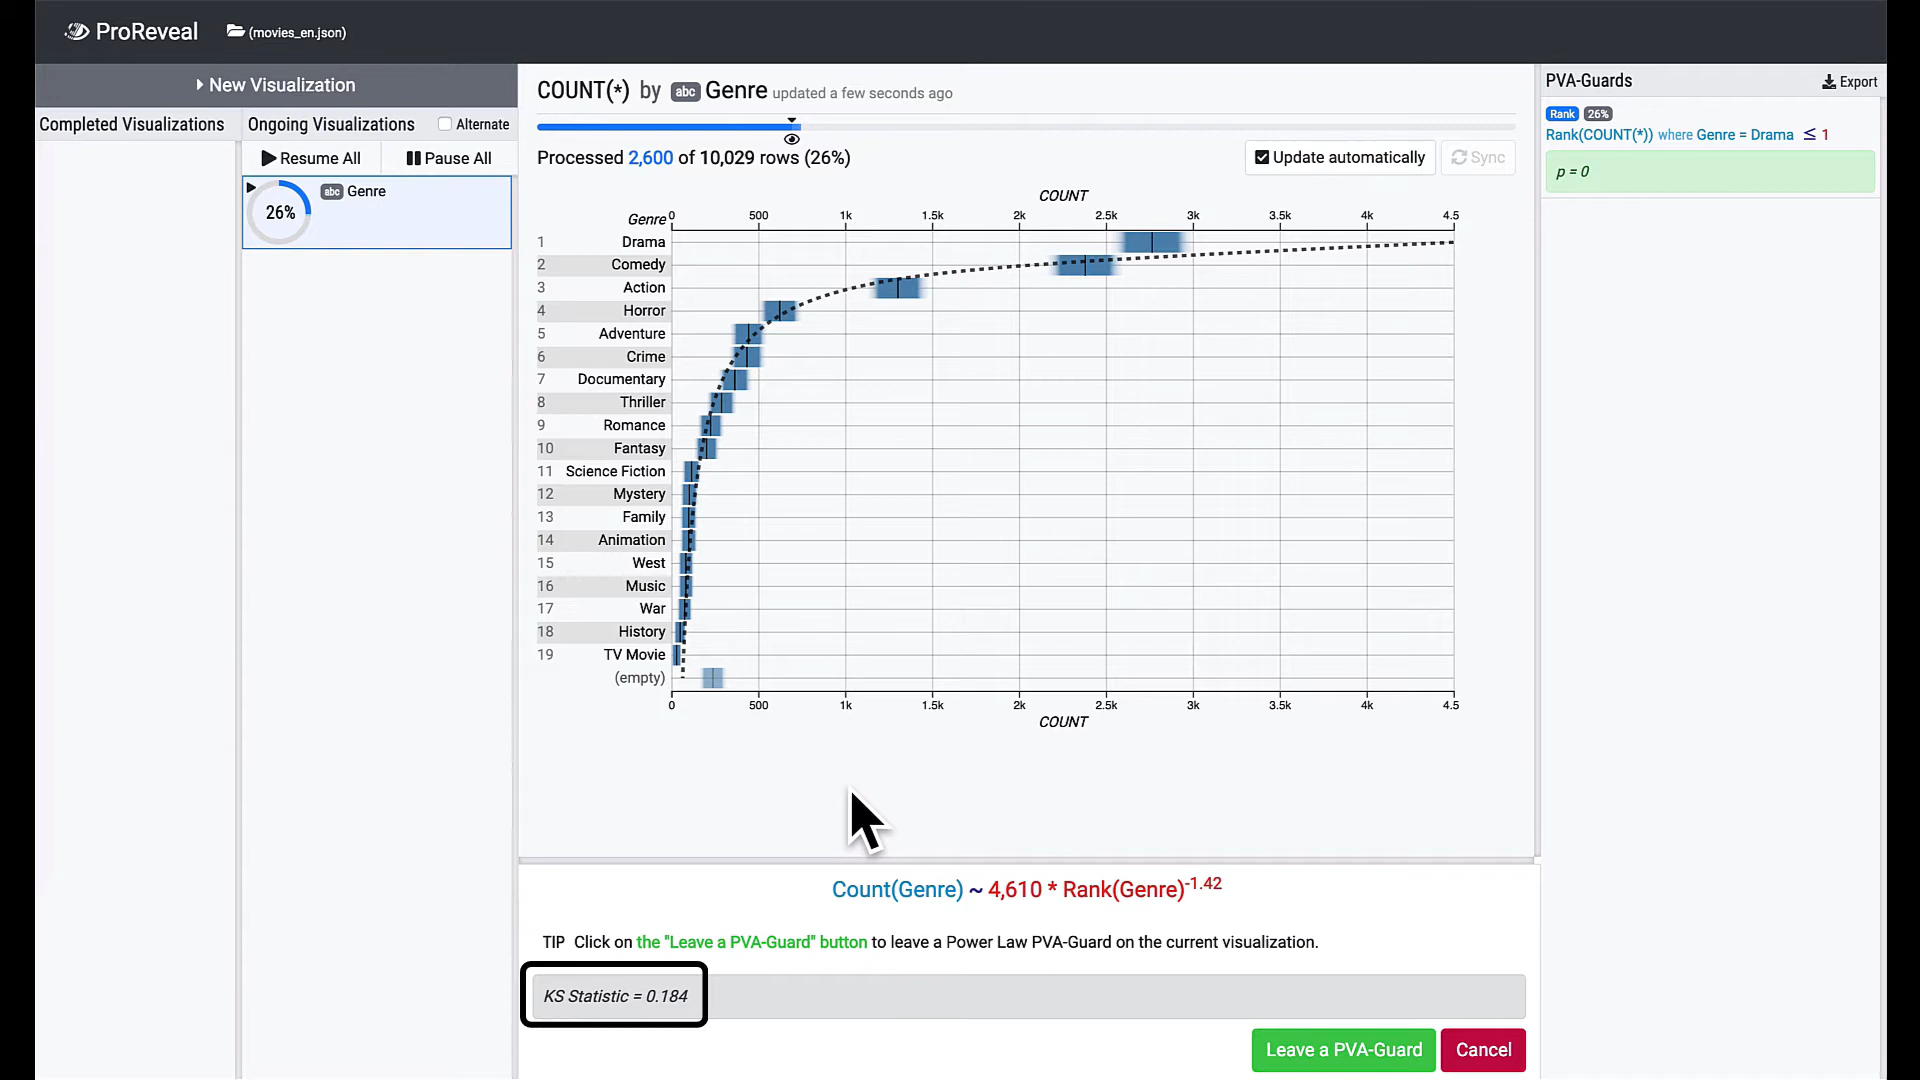 ProReveal (movies_en.json)
New Visualization
Completed Visualizations
Ongoing Visualizations Alternate
Resume All Pause All
26% abc Genre
COUNT(*) by abc Genre updated a few seconds ago
Processed 2,600 of 10,029 rows (26%)
Update automatically Sync
COUNT
Genre 0 500 1k 1.5k 2k 2.5k 3k 3.5k 4k 4.5
1 Drama
2 Comedy
3 Action
4 Horror
5 Adventure
6 Crime
7 Documentary
8 Thriller
9 Romance
10 Fantasy
11 Science Fiction
12 Mystery
13 Family
14 Animation
15 West
16 Music
17 War
18 History
19 TV Movie
(empty)
0 500 1k 1.5k 2k 2.5k 3k 3.5k 4k 4.5
COUNT
Count(Genre) ~ 4,610 * Rank(Genre)-1.42
TIP Click on the "Leave a PVA-Guard" button to leave a Power Law PVA-Guard on the current visualization.
KS Statistic = 0.184
Leave a PVA-Guard Cancel
PVA-Guards Export
Rank 26%
Rank(COUNT(*)) where Genre = Drama ≤ 1
p = 0